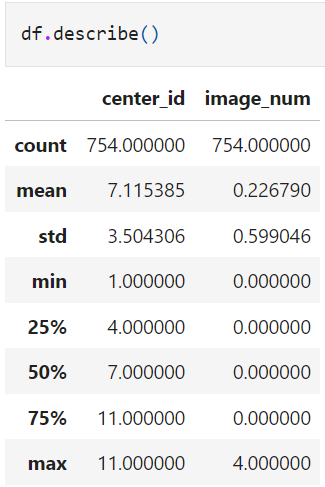 df.describe()
center_id image_num
count 754.000000 754.000000
mean 7.115385 0.226790
std 3.504306 0.599046
min 1.000000 0.000000
25% 4.000000 0.000000
50% 7.000000 0.000000
75% 11.000000 0.000000
max 11.000000 4.000000